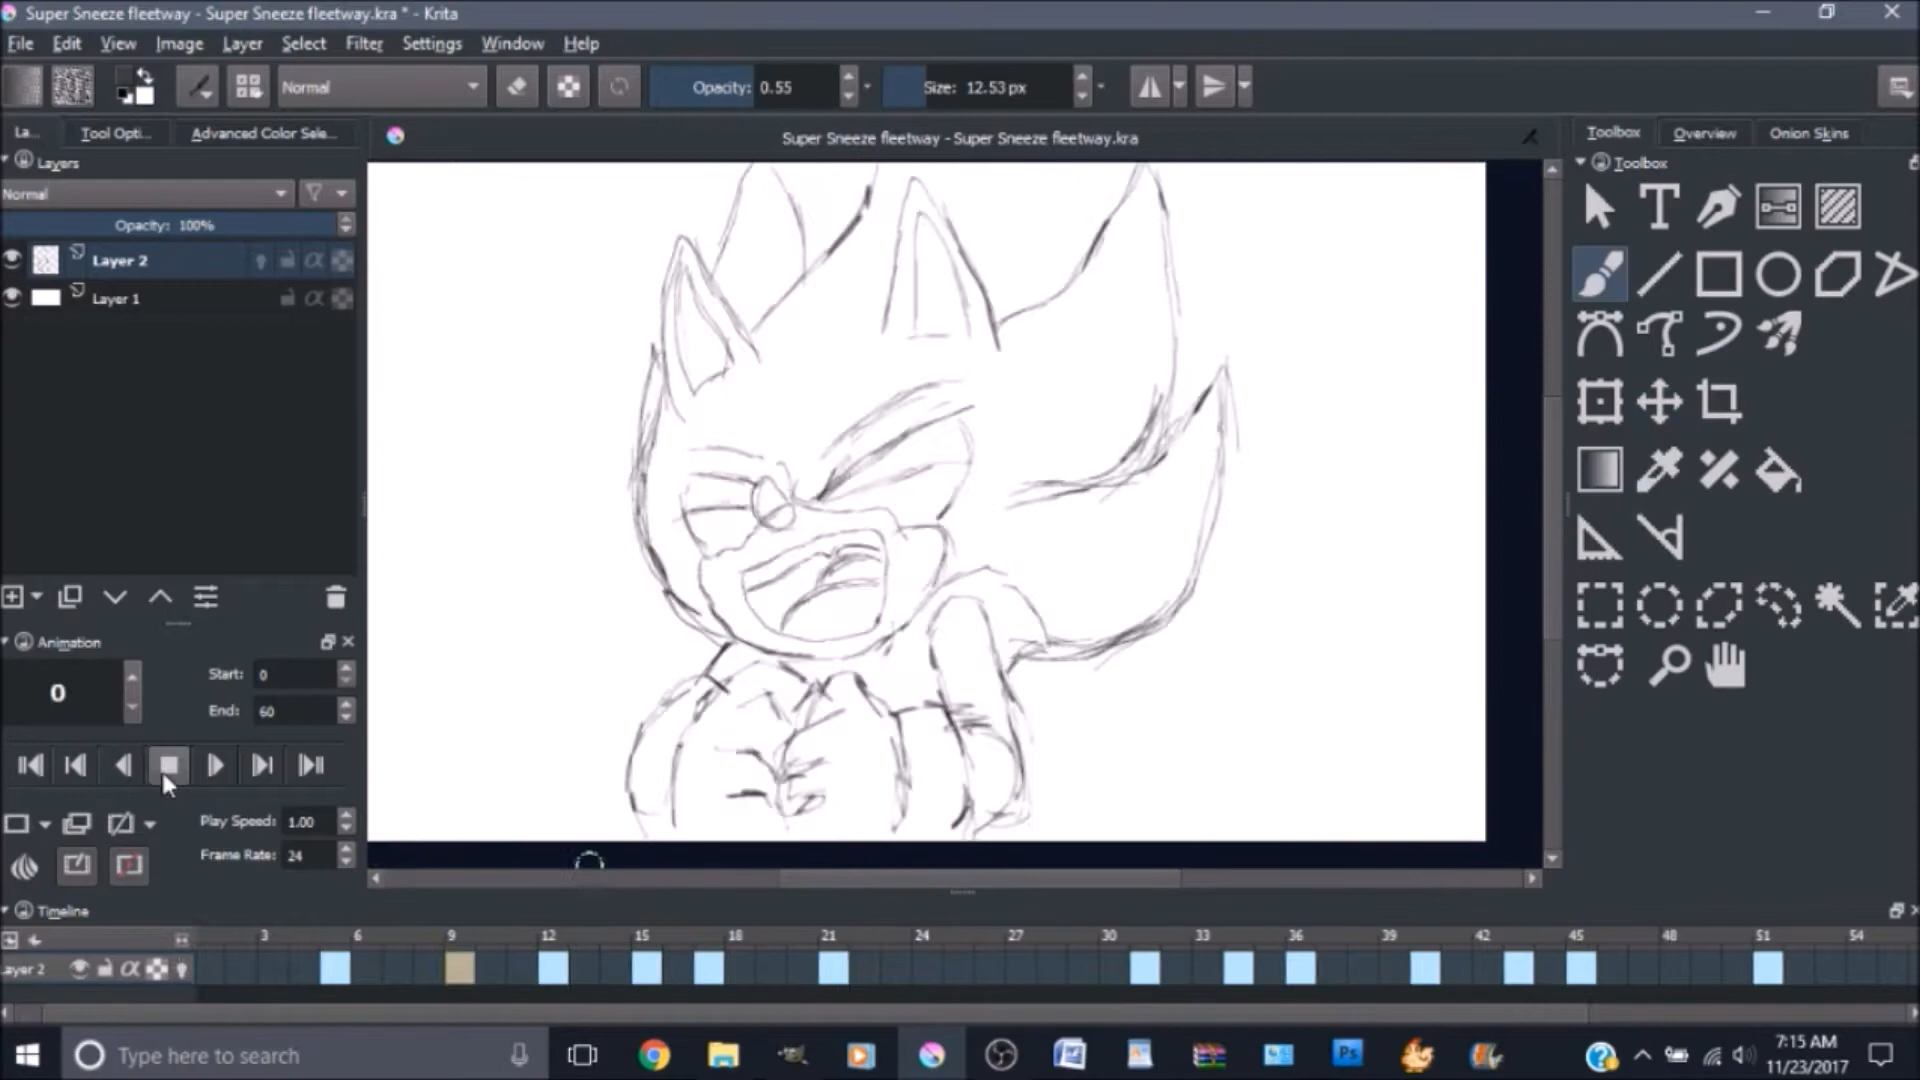 Super Sneeze fleetway - Super Sneeze fleetway.kra * - Krita
File Edit View Image Layer Select Filter Settings Window Help
Normal
Opacity: 0.55
Size: 12.53 px
La...
Tool Opti...
Advanced Color Sele...
Super Sneeze fleetway - Super Sneeze fleetway.kra
Toolbox
Overview
Onion Skins
Layers
Toolbox
Normal
Opacity: 100%
Layer 2
Layer 1
Animation
0
Start: 0
End: 60
Play Speed: 1.00
Frame Rate: 24
Timeline
3 6 9 12 15 18 21 24 27 30 33 36 39 42 45 48 51 54
ayer 2
Type here to search
Ps
7:15 AM
11/23/2017